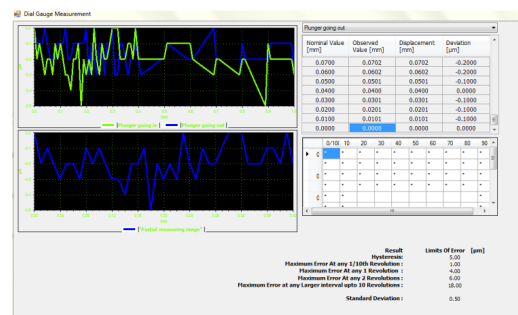 Dial Gauge Measurement
Plunger going out
Nominal Value [mm] Observed Value [mm] Displacement [mm] Deviation [µm]
0.0700 0.0702 0.0702 -0.2000
0.0600 0.0602 0.0602 -0.2000
0.0500 0.0501 0.0501 -0.1000
0.0400 0.0400 0.0400 0.0000
0.0300 0.0301 0.0301 -0.1000
0.0200 0.0201 0.0201 -0.1000
0.0100 0.0101 0.0101 -0.1000
0.0000 0.0000 0.0000 0.0000
[Plunger going in] [Plunger going out]
0/100 10 20 30 40 50 60 70 80 90
["Partial measuring range"]
Result Limits Of Error [µm]
Hysteresis: 5.00
Maximum Error At any 1/10th Revolution : 1.00
Maximum Error At any 1 Revolution : 4.00
Maximum Error At any 2 Revolutions : 6.00
Maximum Error at any Larger interval upto 10 Revolutions : 18.00
Standard Deviation : 0.50